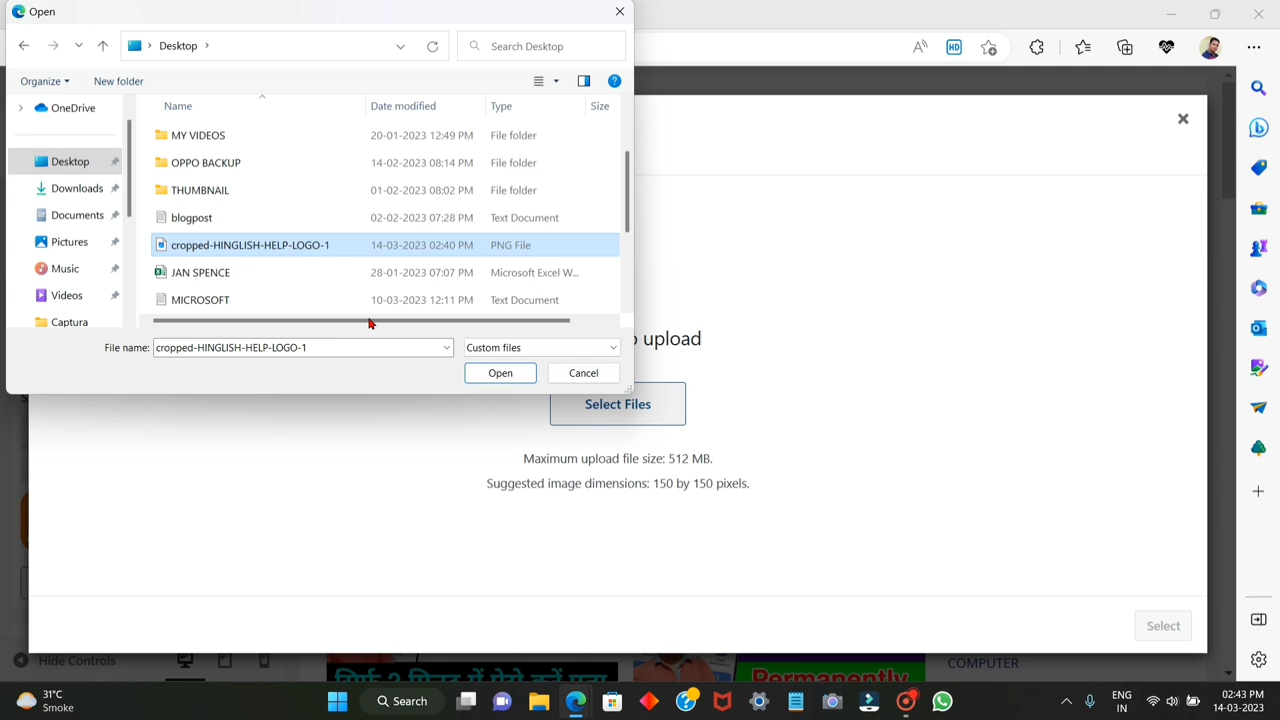 Open
Desktop
Search Desktop
Organize
New folder
Name Date modified Type Size
OneDrive
Desktop
Downloads
Documents
Pictures
Music
Videos
Captura
MY VIDEOS 20-01-2023 12:49 PM File folder
OPPO BACKUP 14-02-2023 08:14 PM File folder
THUMBNAIL 01-02-2023 08:02 PM File folder
blogpost 02-02-2023 07:28 PM Text Document
cropped-HINGLISH-HELP-LOGO-1 14-03-2023 02:40 PM PNG File
JAN SPENCE 28-01-2023 07:07 PM Microsoft Excel W...
MICROSOFT 10-03-2023 12:11 PM Text Document
File name: cropped-HINGLISH-HELP-LOGO-1 Custom files
Open Cancel
upload
Select Files
Maximum upload file size: 512 MB.
Suggested image dimensions: 150 by 150 pixels.
Select
Hide Controls
COMPUTER
Permanently
31°C
Smoke
Search
ENG
IN
02:43 PM
14-03-2023